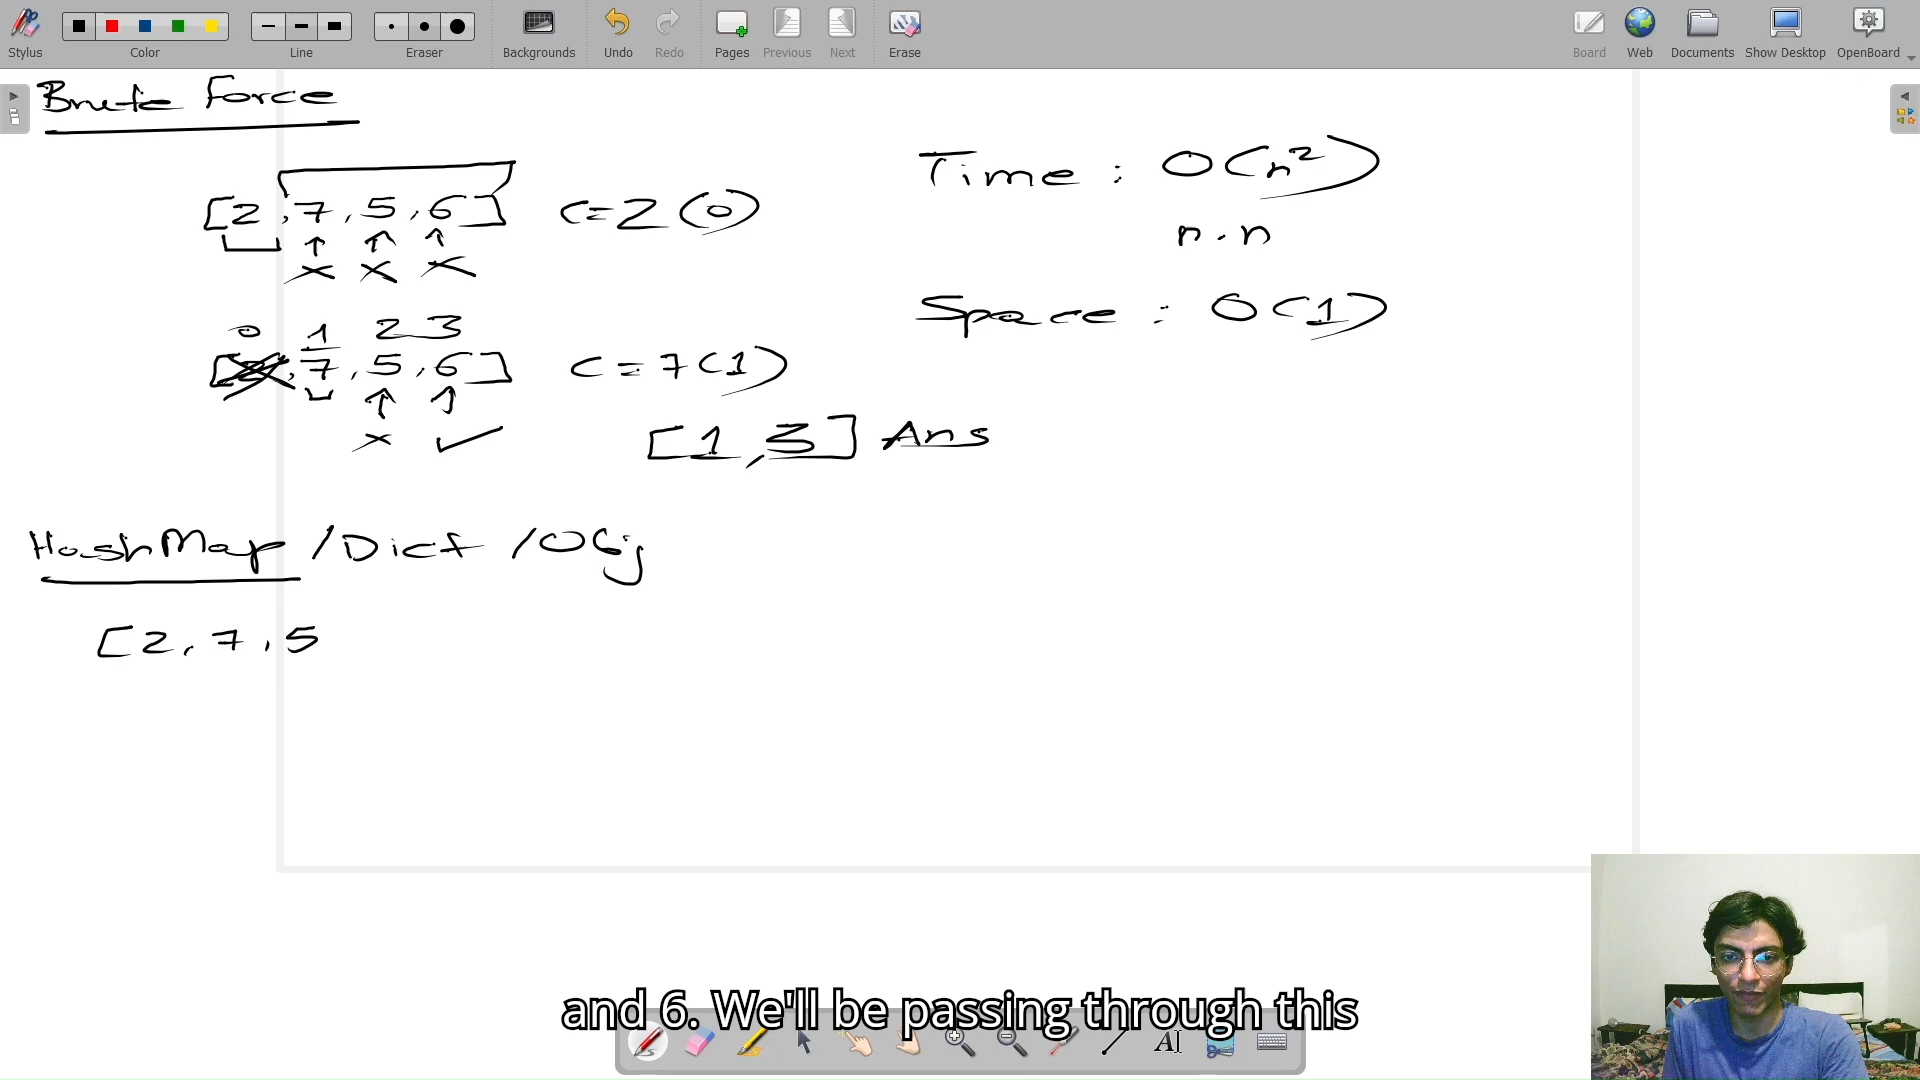 Stylus Color Line Eraser Backgrounds Undo Redo Pages Previous Next Erase Board Web Documents Show Desktop OpenBoard
Brute Force
[2,7,5,6] C=2(0)
Time : O(n²)
n.n
Space : O(1)
0 1 2 3
,7,5,6] C=7(1)
[1,3] Ans
HashMap /Dict /Obj
[2,7,5
and 6. We'll be passing through this